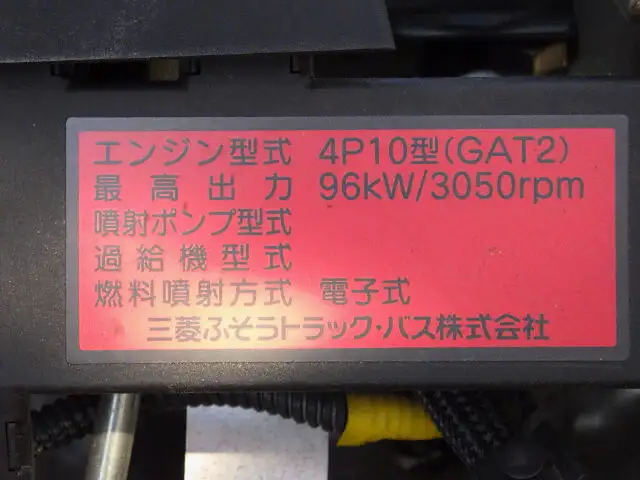 エンジン型式 4P10型(GAT2)
最高出力 96kW/3050rpm
噴射ポンプ型式
過給機型式
燃料噴射方式 電子式
三菱ふそうトラック・バス株式会社